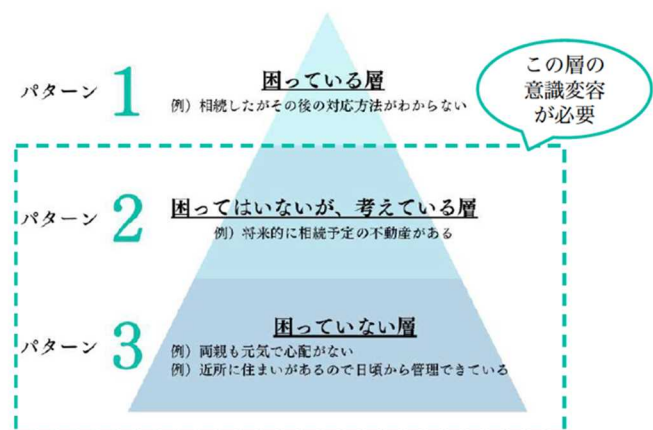 パターン 1
困っている層
例）相続したがその後の対応方法がわからない
この層の
意識変容
が必要
パターン 2
困ってはいないが、考えている層
例）将来的に相続予定の不動産がある
パターン 3
困っていない層
例）両親も元気で心配がない
例）近所に住まいがあるので日頃から管理できている